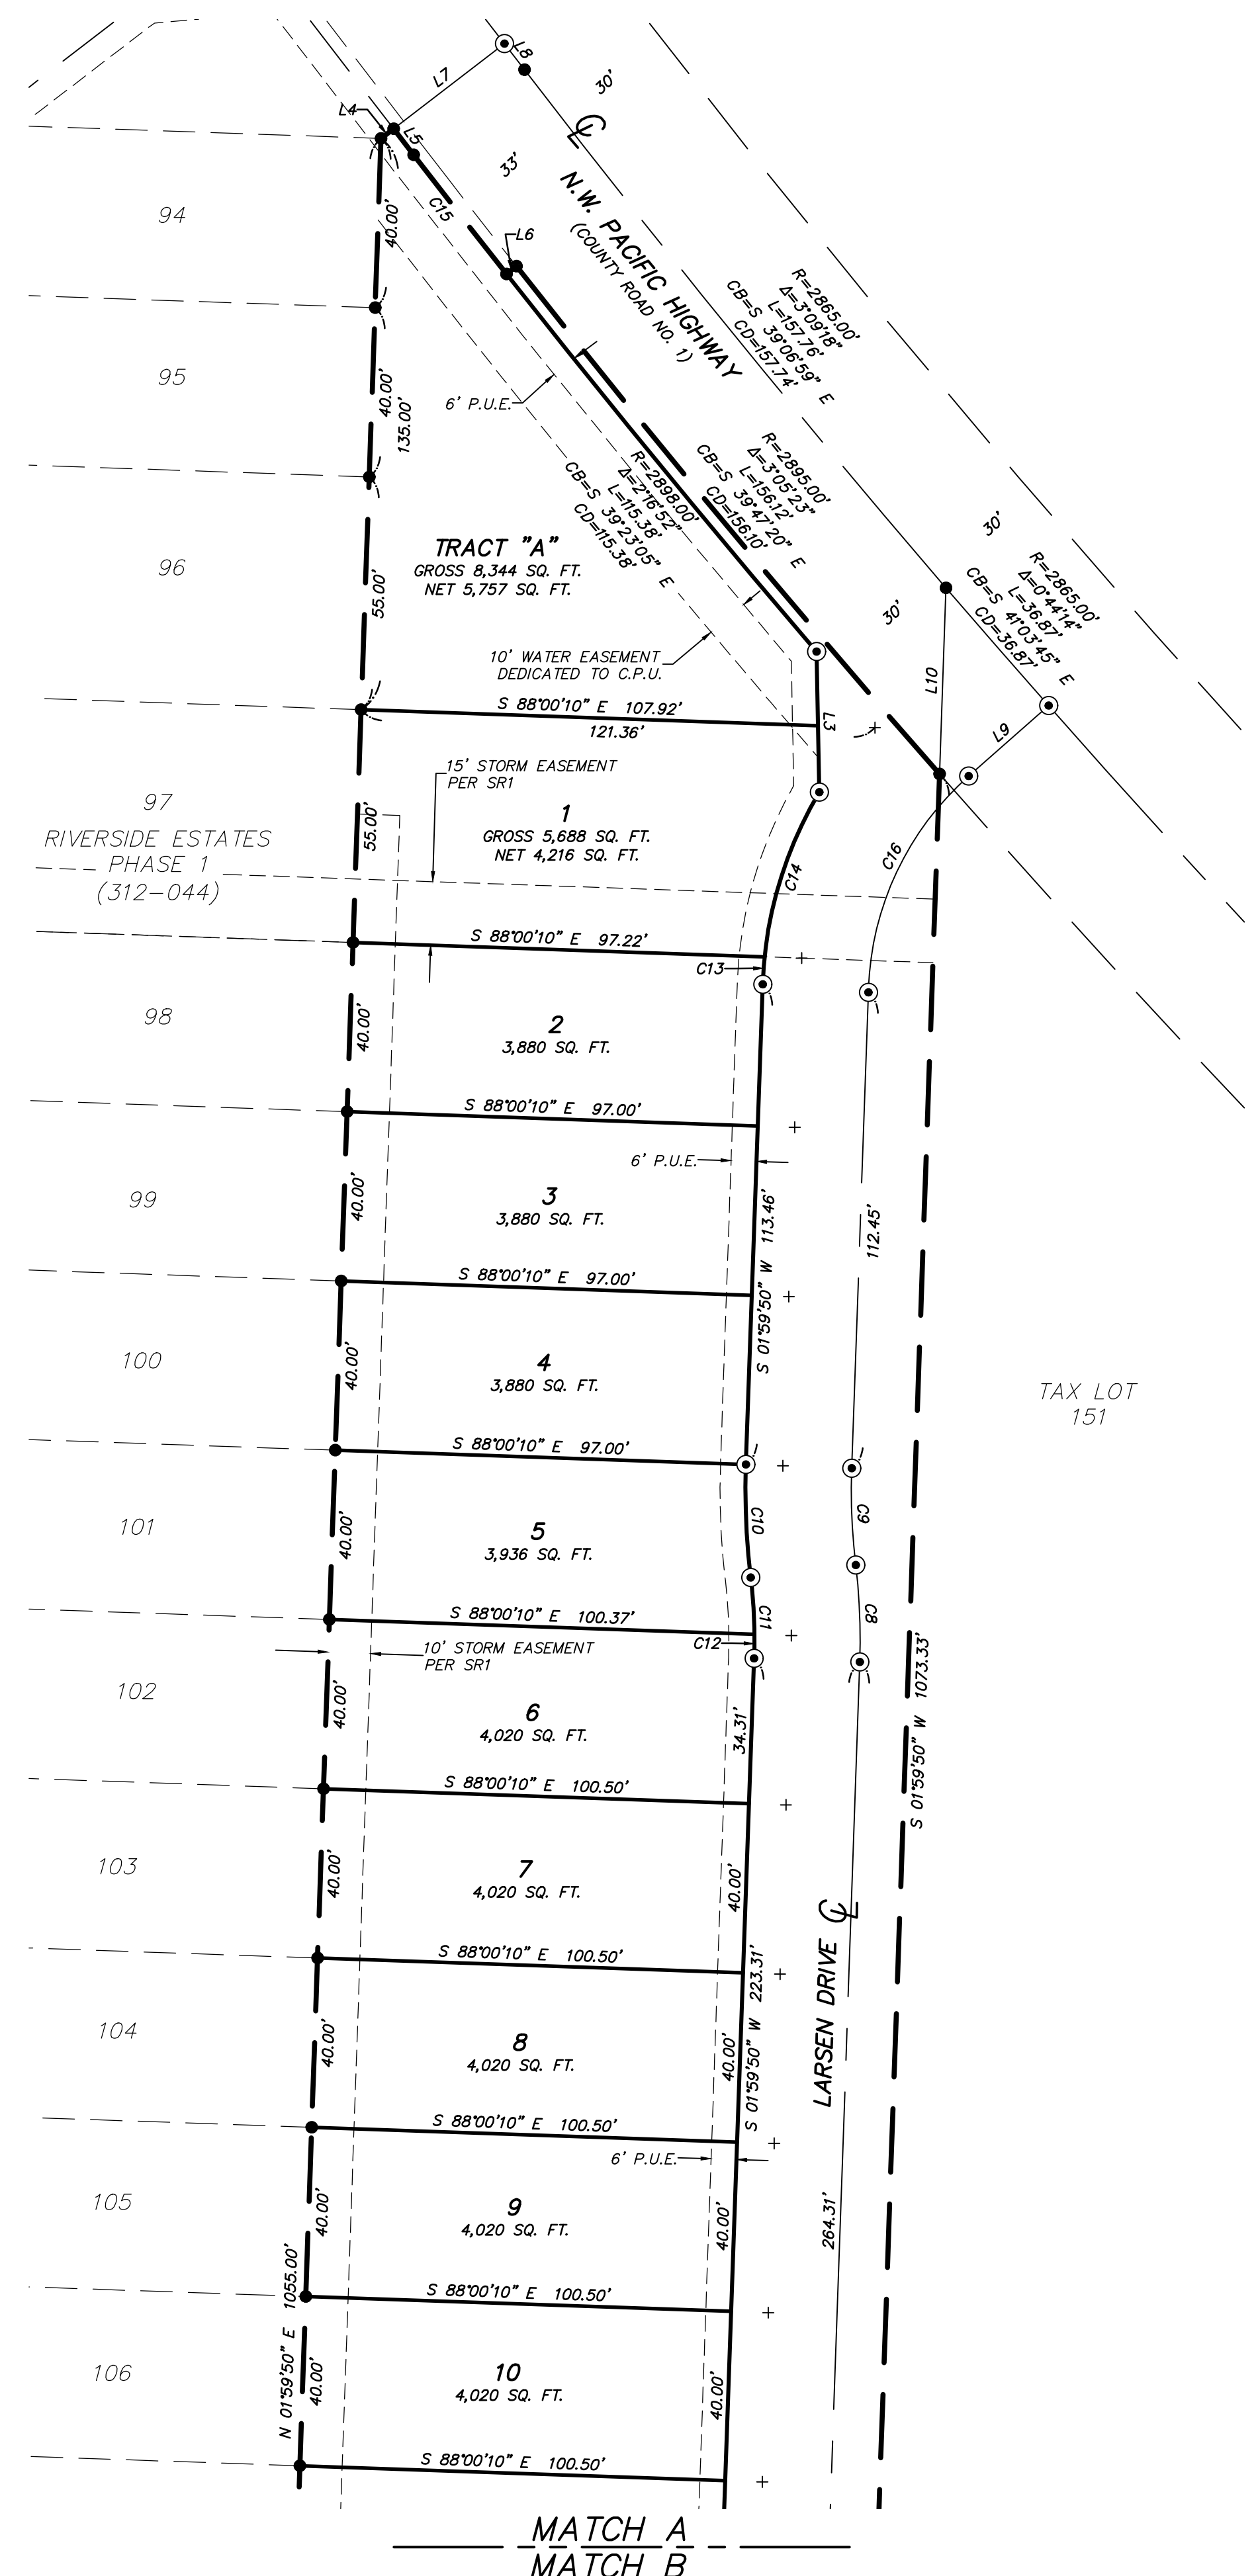 L8
L7
30'
L4
L5
33'
C15
L6
94
40.00'
N.W. PACIFIC HIGHWAY
(COUNTY ROAD NO. 1)
R=2865.00'
Δ=3°09'18"
L=157.76'
CB=S 39°06'59" E
CD=157.74'
95
40.00'
135.00'
6' P.U.E.
R=2895.00'
Δ=3°05'23"
L=156.12'
CB=S 39°47'20" E
CD=156.10'
R=2898.00'
Δ=2°16'52"
L=115.38'
CB=S 39°23'05" E
CD=115.38'
30'
R=2865.00'
Δ=0°44'14"
L=36.87'
CB=S 41°03'45" E
CD=36.87'
96
55.00'
TRACT "A"
GROSS 8,344 SQ. FT.
NET 5,757 SQ. FT.
30'
10' WATER EASEMENT
DEDICATED TO C.P.U.
L10
S 88°00'10" E 107.92'
121.36'
L3
L9
15' STORM EASEMENT
PER SR1
97
RIVERSIDE ESTATES
PHASE 1
(312-044)
55.00'
1
GROSS 5,688 SQ. FT.
NET 4,216 SQ. FT.
C14
C16
S 88°00'10" E 97.22'
C13
98
40.00'
2
3,880 SQ. FT.
S 88°00'10" E 97.00'
6' P.U.E.
99
40.00'
3
3,880 SQ. FT.
S 01°59'50" W 113.46'
112.45'
S 88°00'10" E 97.00'
100
40.00'
4
3,880 SQ. FT.
TAX LOT
151
S 88°00'10" E 97.00'
101
40.00'
5
3,936 SQ. FT.
C10
C9
S 88°00'10" E 100.37'
C11
C8
C12
10' STORM EASEMENT
PER SR1
102
40.00'
6
4,020 SQ. FT.
34.31'
S 01°59'50" W 1073.33'
S 88°00'10" E 100.50'
103
40.00'
7
4,020 SQ. FT.
40.00'
LARSEN DRIVE
S 88°00'10" E 100.50'
S 01°59'50" W 223.31'
104
40.00'
8
4,020 SQ. FT.
40.00'
S 88°00'10" E 100.50'
6' P.U.E.
105
40.00'
9
4,020 SQ. FT.
40.00'
264.31'
S 88°00'10" E 100.50'
N 01°59'50" E 1055.00'
106
40.00'
10
4,020 SQ. FT.
40.00'
S 88°00'10" E 100.50'
MATCH A
MATCH B